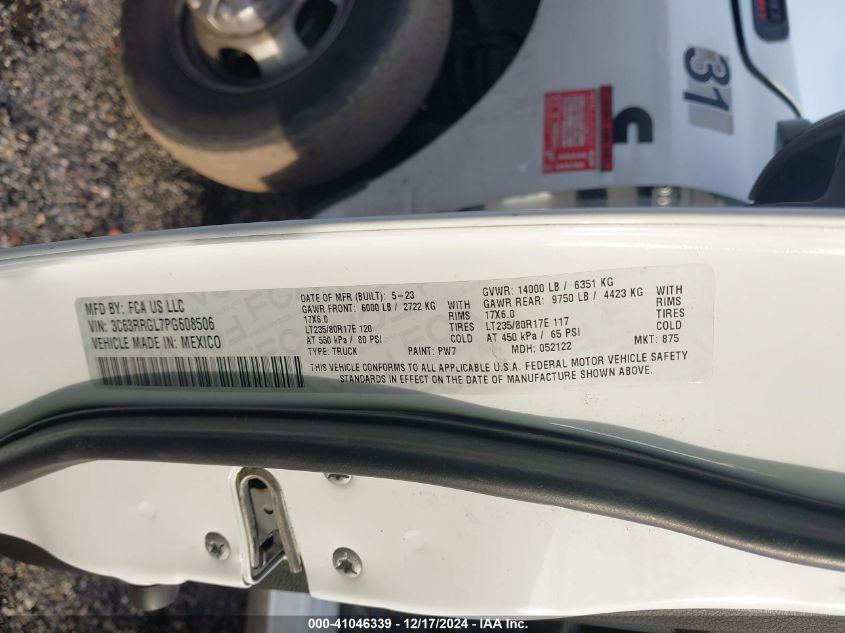 31
MFD BY: FCA US LLC
VIN: 3C63RRGL7PG608506
VEHICLE MADE IN: MEXICO
DATE OF MFR (BUILT): 5-23
GAWR FRONT: 6000 LB / 2722 KG WITH
17X6.0 RIMS
LT235/80R17E 120 TIRES
AT 550 kPa / 80 PSI COLD
TYPE: TRUCK PAINT: PW7
GVWR: 14000 LB / 6351 KG
GAWR REAR: 9750 LB / 4423 KG WITH
17X6.0 RIMS
LT235/80R17E 117 TIRES
AT 450 kPa / 65 PSI COLD
MDH: 052122 MKT: 875
THIS VEHICLE CONFORMS TO ALL APPLICABLE U.S.A. FEDERAL MOTOR VEHICLE SAFETY
STANDARDS IN EFFECT ON THE DATE OF MANUFACTURE SHOWN ABOVE.
000-41046339 - 12/17/2024 - IAA Inc.